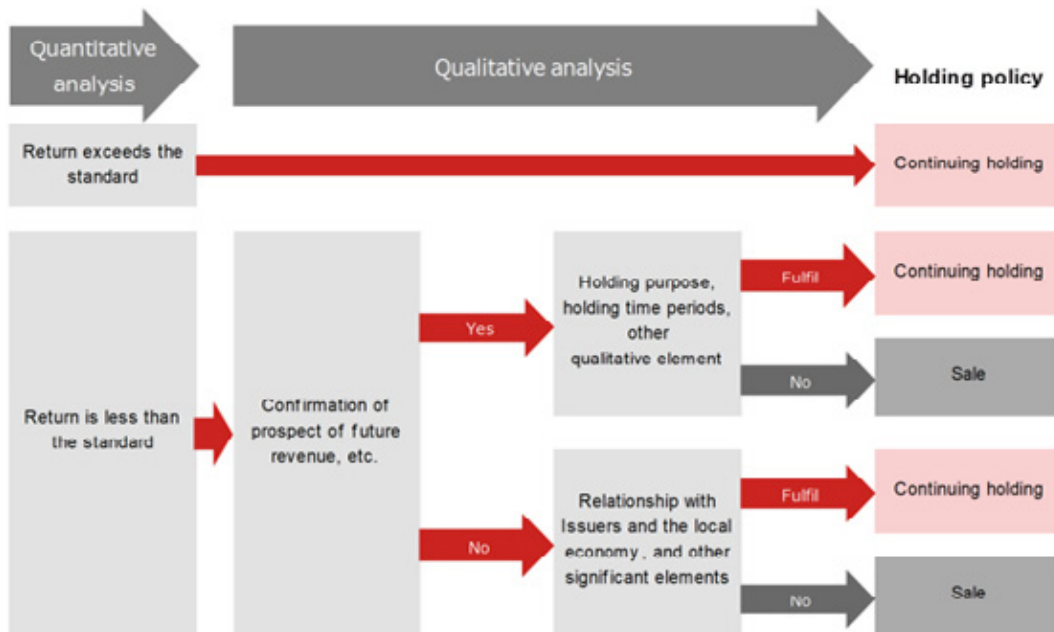 Quantitative
analysis
Qualitative analysis
Holding policy
Return exceeds the
standard
Continuing holding
Return is less than
the standard
Confirmation of
prospect of future
revenue, etc.
Yes
Holding purpose,
holding time periods,
other
qualitative element
Fulfil
Continuing holding
No
Sale
No
Relationship with
Issuers and the local
economy, and other
significant elements
Fulfil
Continuing holding
No
Sale